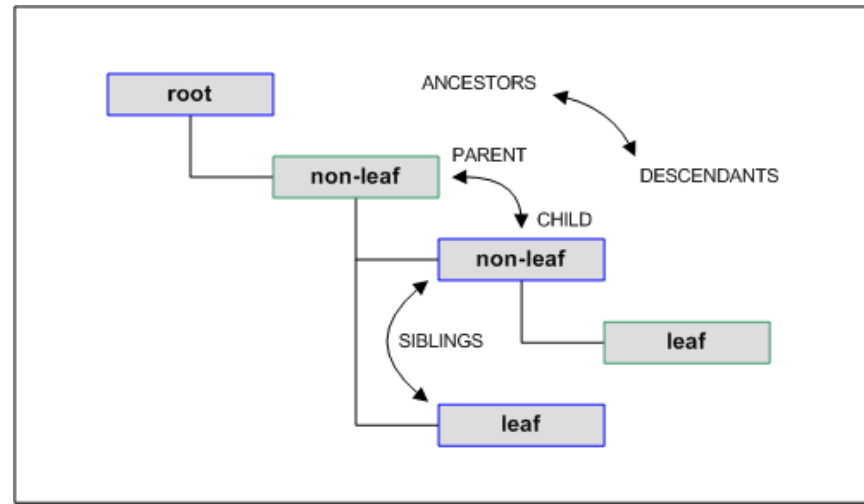 root
ANCESTORS
PARENT
non-leaf
DESCENDANTS
CHILD
non-leaf
SIBLINGS
leaf
leaf